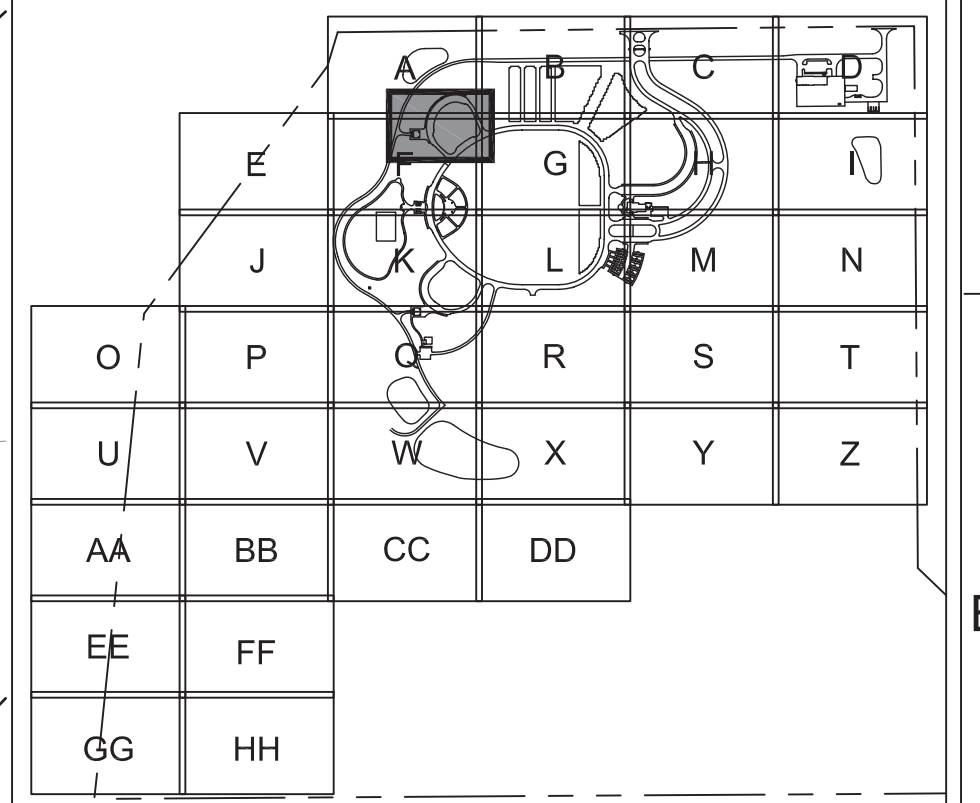 A B C D
E F G H I
J K L M N
O P Q R S T
U V W X Y Z
AA BB CC DD
EE FF
GG HH